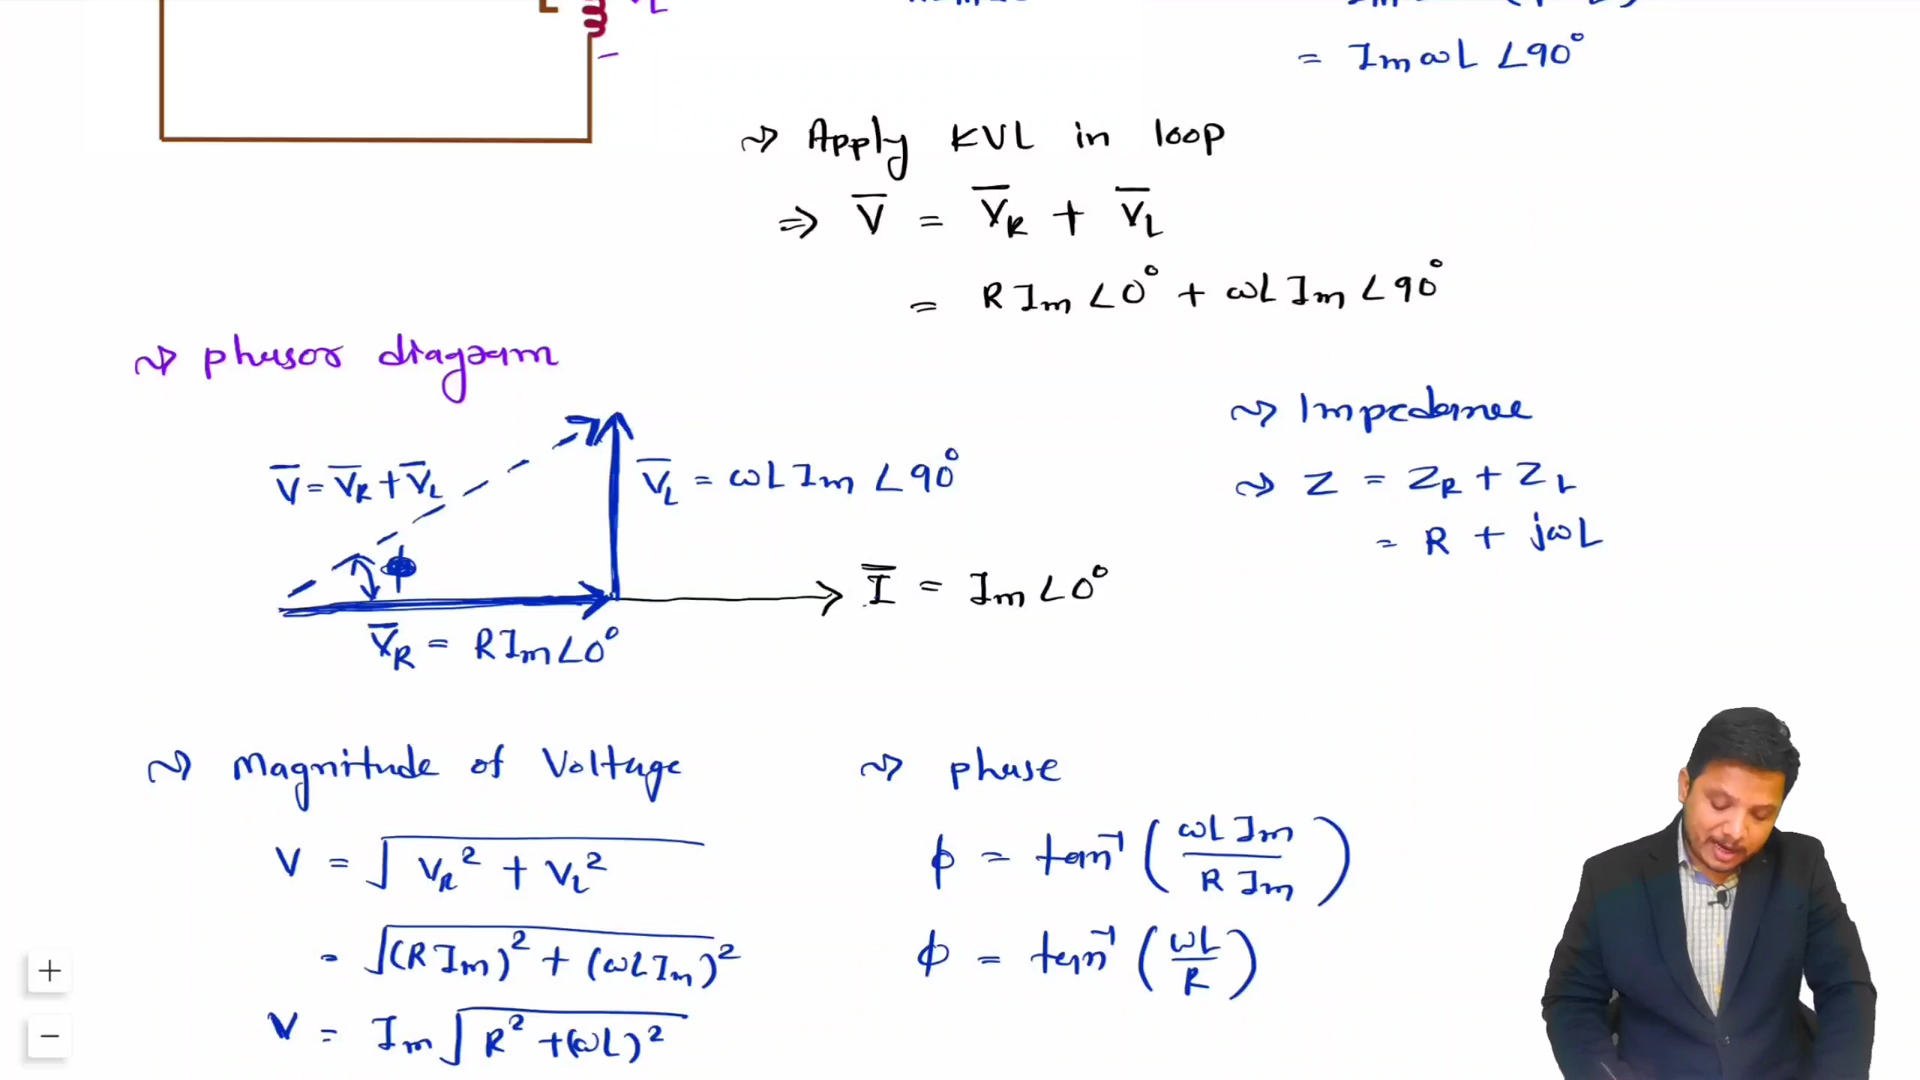 = Im ωL ∠90°
~> Apply KVL in loop
=> V̅ = V̅R + V̅L
= R Im ∠0° + ωL Im ∠90°
~> phasor diagram
V̅ = V̅R + V̅L
ϕ
V̅L = ωL Im ∠90°
I̅ = Im ∠0°
V̅R = R Im ∠0°
~> Impedance
~> Z = ZR + ZL
= R + jωL
~> Magnitude of Voltage
V = √(VR² + VL²)
= √((R Im)² + (ωL Im)²)
V = Im √(R² + (ωL)²)
~> phase
ϕ = tan⁻¹ (ωL Im / R Im)
ϕ = tan⁻¹ (ωL / R)
+
−